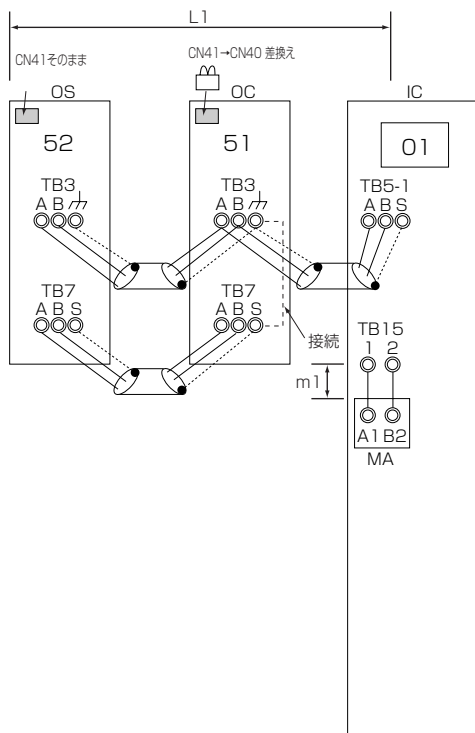 L1
CN41そのまま
CN41→CN40 差換え
OS
OC
IC
52
51
01
TB3
TB3
TB5-1
A B
A B
A B S
TB7
TB7
A B S
A B S
接続
TB15
1 2
m1
A1 B2
MA